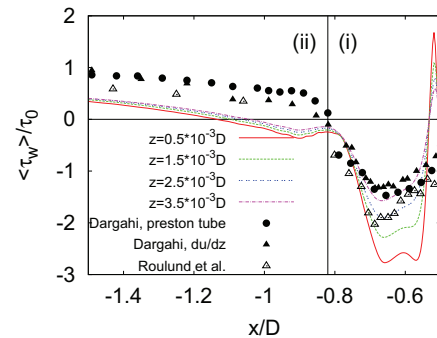 3
2
1
0
-1
-2
-3
<τw>/τ0
(ii) (i)
z=0.5*10⁻³D
z=1.5*10⁻³D
z=2.5*10⁻³D
z=3.5*10⁻³D
Dargahi, preston tube
Dargahi, du/dz
Roulund et al.
-1.4 -1.2 -1 -0.8 -0.6
x/D